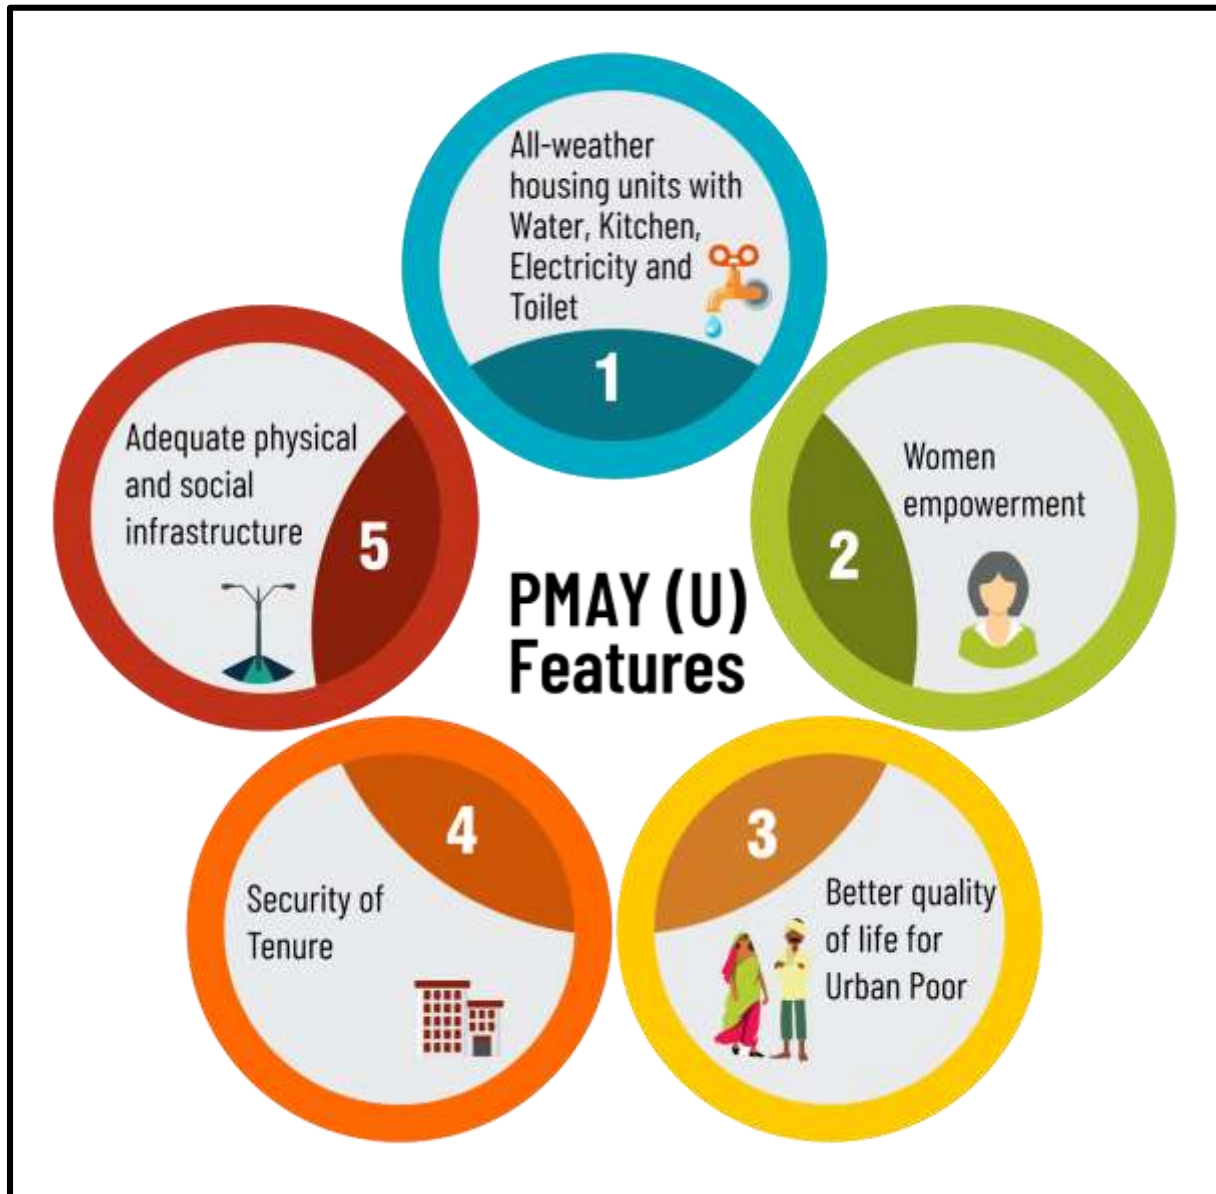 PMAY (U)
Features
All-weather
housing units with
Water, Kitchen,
Electricity and
Toilet
1
Women
empowerment
2
3
Better quality
of life for
Urban Poor
4
Security of
Tenure
Adequate physical
and social
infrastructure
5